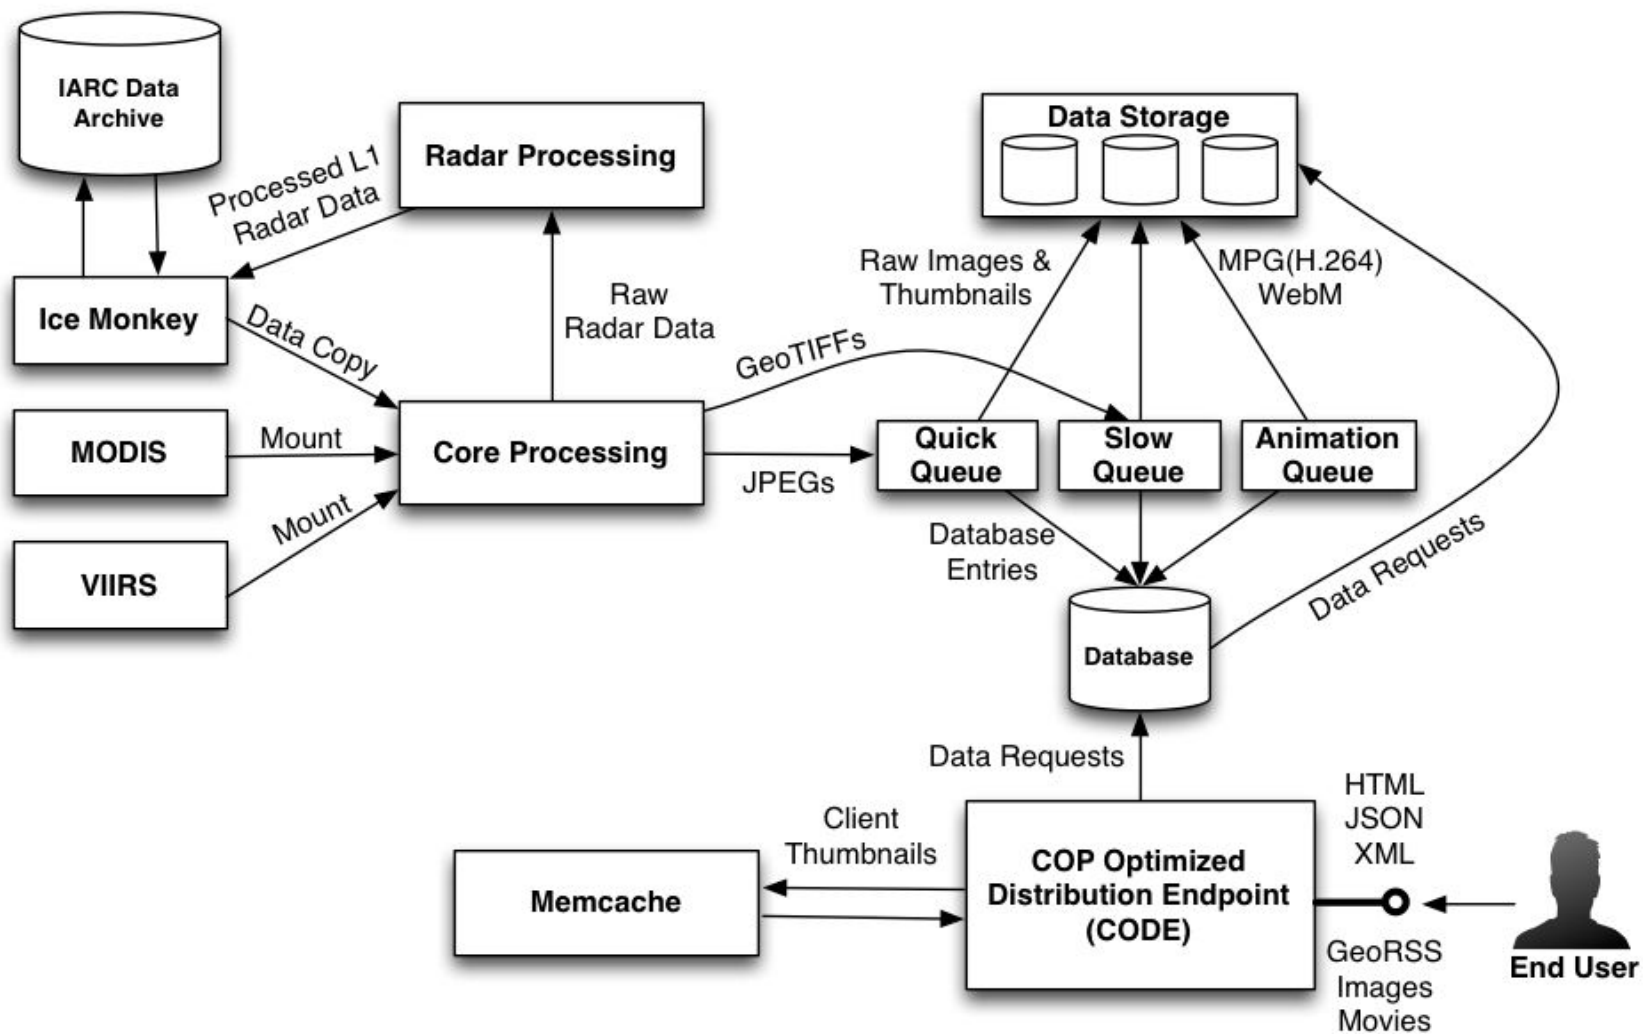 IARC Data
Archive
Radar Processing
Data Storage
Processed L1
Radar Data
Raw Images &
Thumbnails
MPG(H.264)
WebM
Raw
Radar Data
Ice Monkey
Data Copy
GeoTIFFs
MODIS
Mount
Core Processing
JPEGs
Quick
Queue
Slow
Queue
Animation
Queue
Mount
VIIRS
Database
Entries
Data Requests
Database
Data Requests
HTML
JSON
XML
Client
Thumbnails
Memcache
COP Optimized
Distribution Endpoint
(CODE)
GeoRSS
Images
Movies
End User